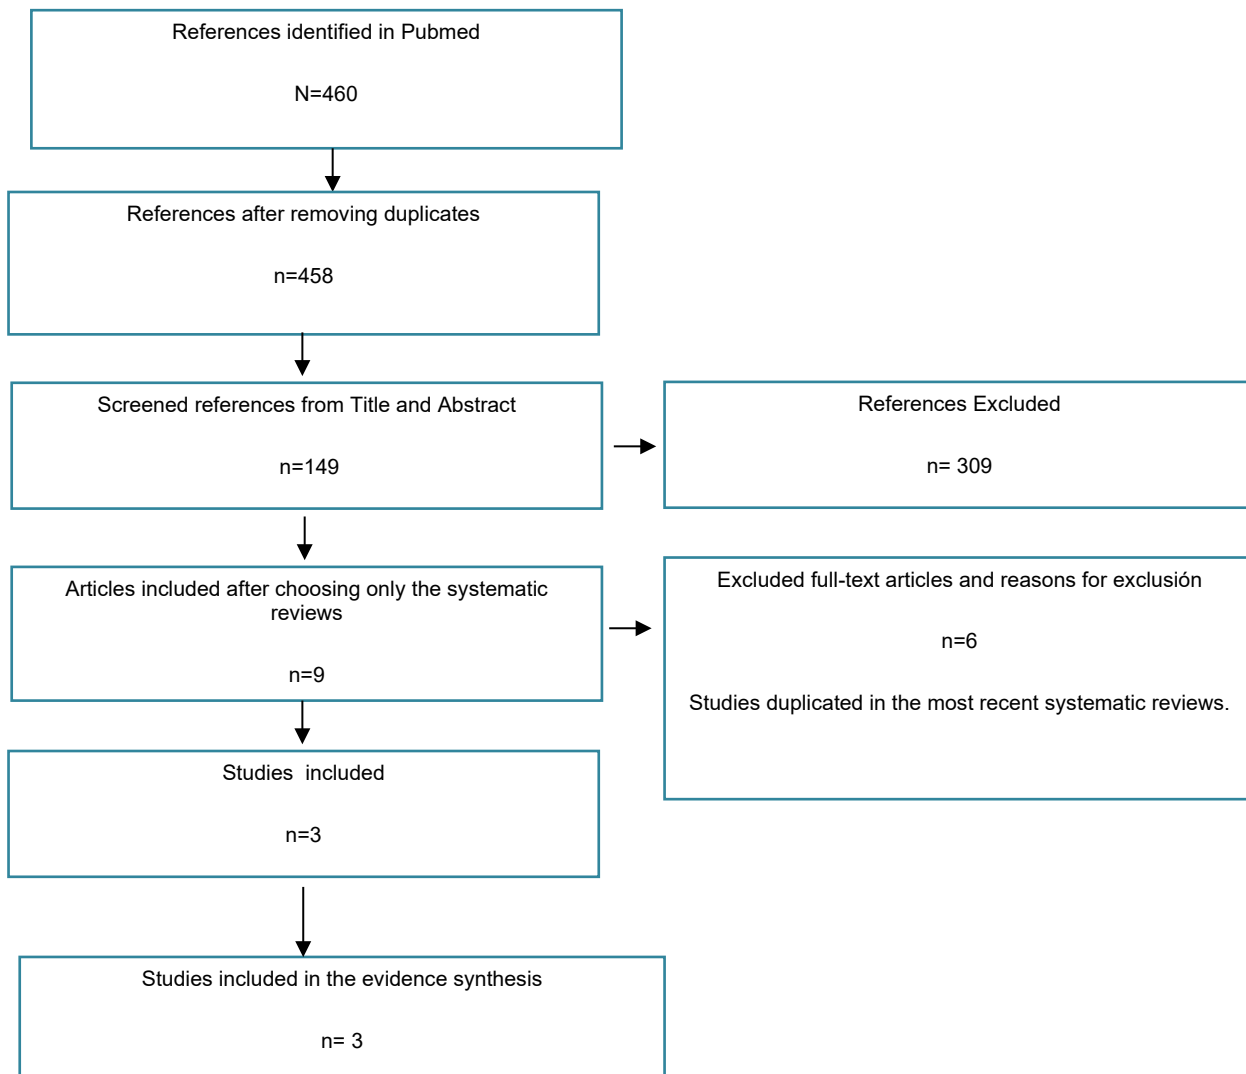 References identified in Pubmed
N=460
References after removing duplicates
n=458
Screened references from Title and Abstract
n=149
References Excluded
n= 309
Articles included after choosing only the systematic
reviews
n=9
Excluded full-text articles and reasons for exclusión
n=6
Studies duplicated in the most recent systematic reviews.
Studies  included
n=3
Studies included in the evidence synthesis
n= 3